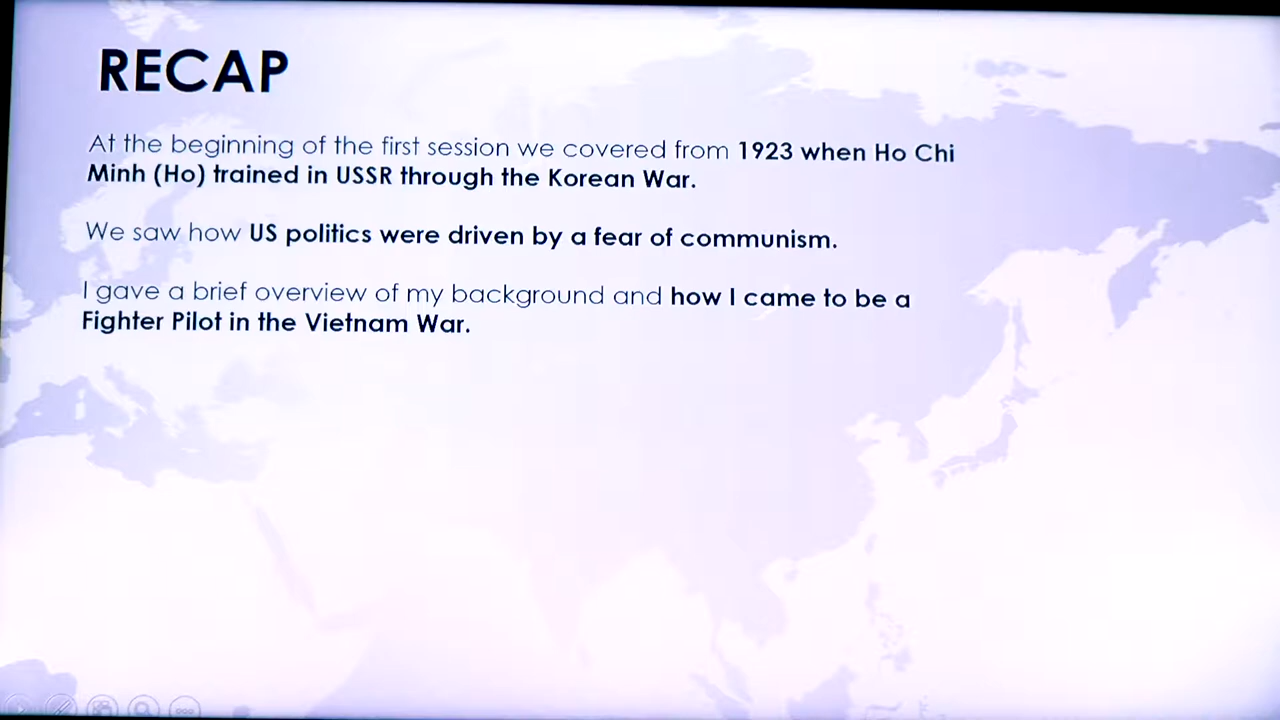 RECAP
At the beginning of the first session we covered from 1923 when Ho Chi
Minh (Ho) trained in USSR through the Korean War.
We saw how US politics were driven by a fear of communism.
I gave a brief overview of my background and how I came to be a
Fighter Pilot in the Vietnam War.